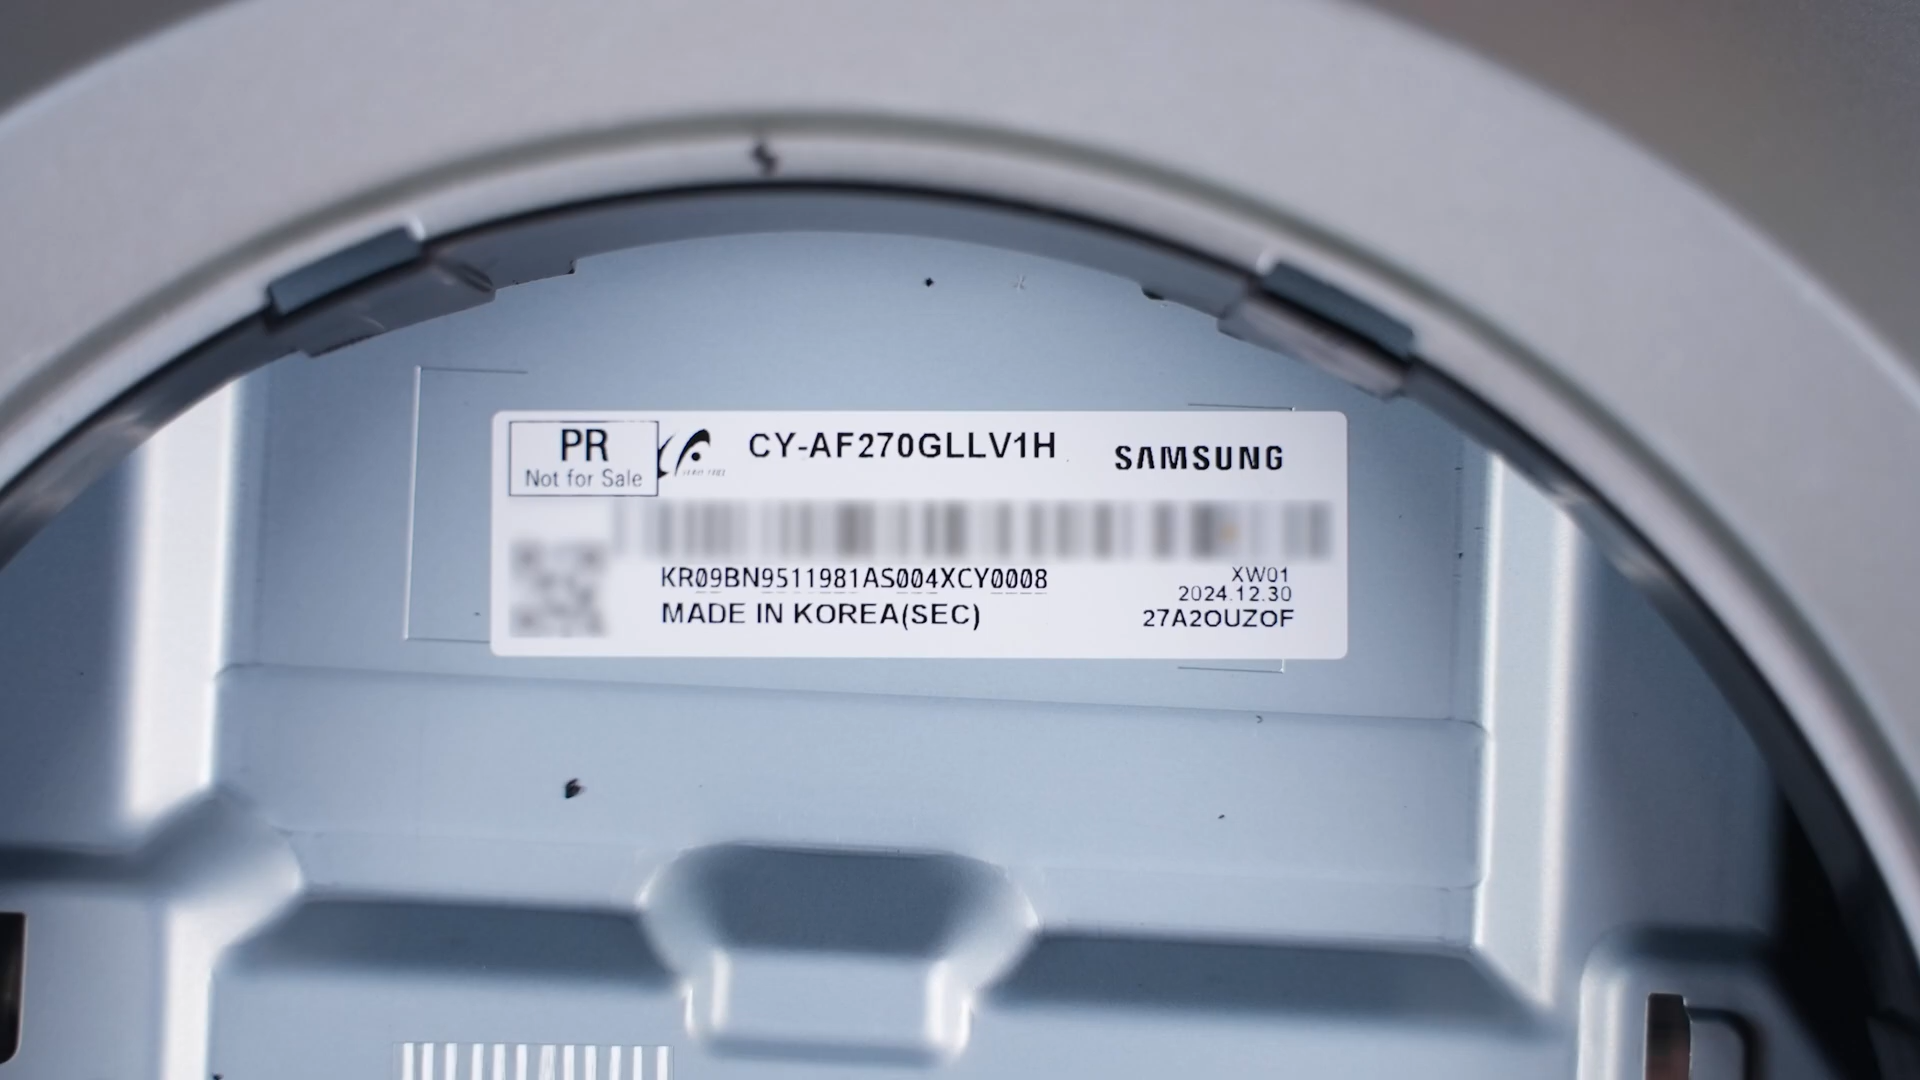 PR
Not for Sale
CY-AF270GLLV1H
SAMSUNG
KR09BN9511981AS004XCY0008
MADE IN KOREA(SEC)
XW01
2024.12.30
27A2OUZOF